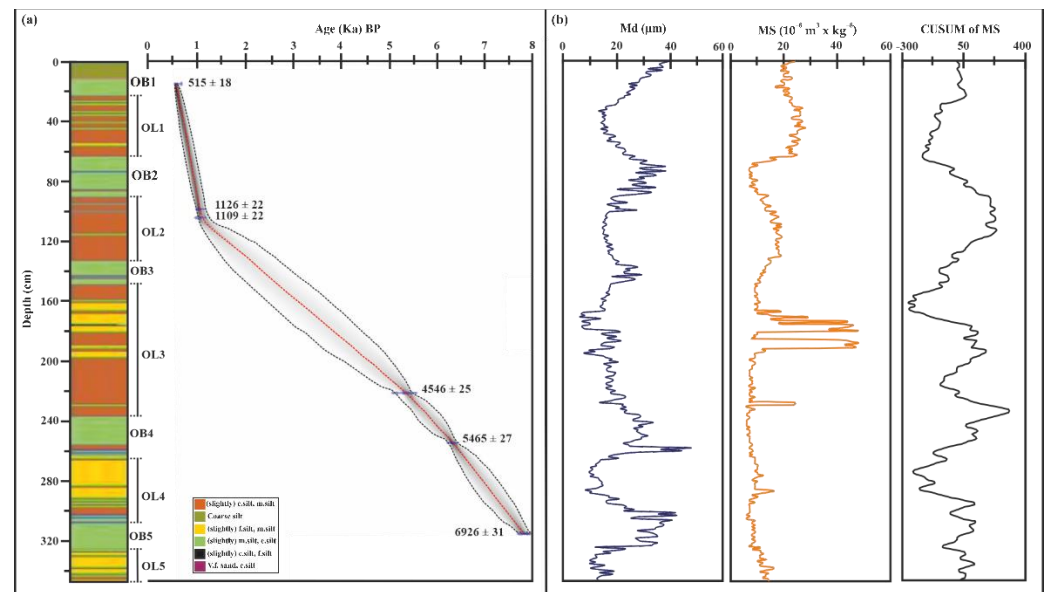 (a)
Age (Ka) BP
0 1 2 3 4 5 6 7 8
Depth (cm)
0
40
80
120
160
200
240
280
320
OB1
OL1
OB2
OL2
OB3
OL3
OB4
OL4
OB5
OL5
515 ± 18
1126 ± 22
1109 ± 22
4546 ± 25
5465 ± 27
6926 ± 31
(slightly) c.silt, m.silt
Coarse silt
(slightly) f.silt, m.silt
(slightly) m.silt, c.silt
(slightly) c.silt, f.silt
V.f. sand, c.silt
(b)
Md (µm)
0 20 40 60
MS (10⁻⁸ m³ x kg⁻⁸)
0 20 40 60
CUSUM of MS
-300 50 400